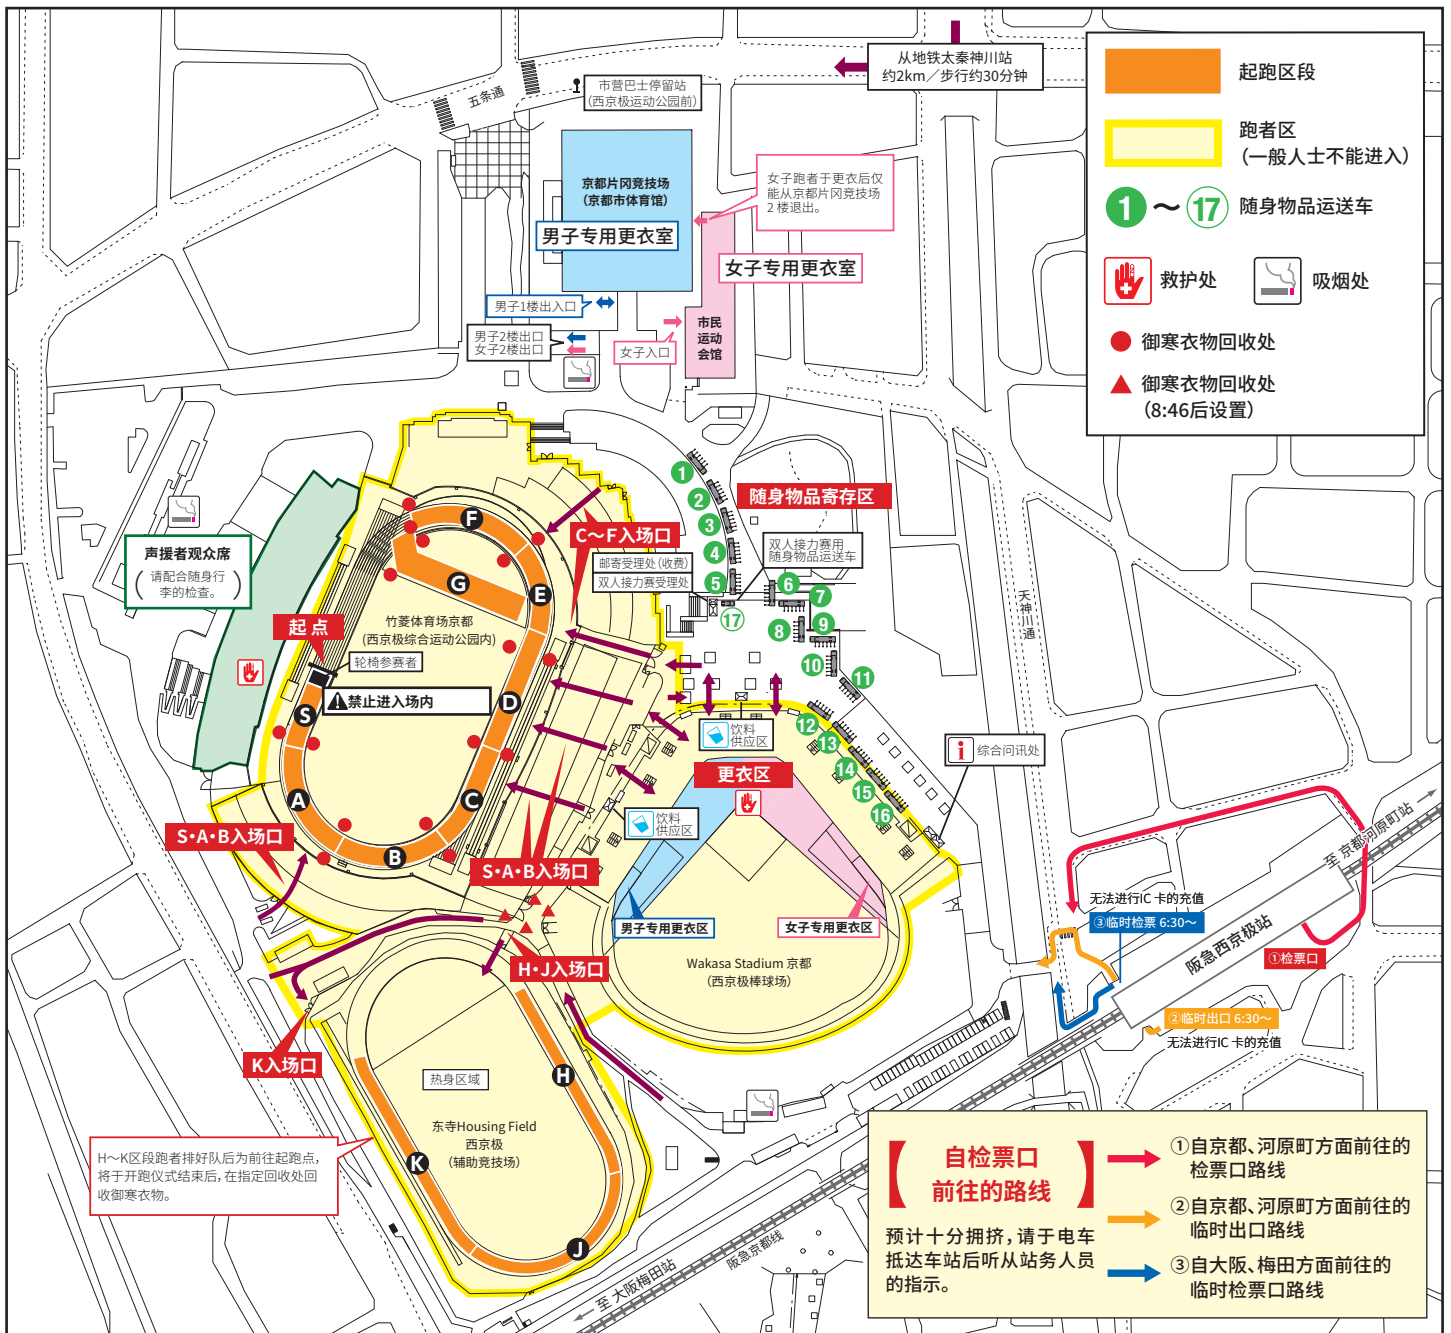 从地铁太秦神川站
约2km／步行约30分钟
起跑区段
跑者区
（一般人士不能进入）
1～17 随身物品运送车
救护处
吸烟处
御寒衣物回收处
御寒衣物回收处
（8:46后设置）
五条通
市营巴士停留站
（西京极运动公园前）
京都片冈竞技场
（京都市体育馆）
男子专用更衣室
女子跑者于更衣后仅
能从京都片冈竞技场
2 楼退出。
女子专用更衣室
男子1楼出入口
男子2楼出口
女子2楼出口
女子入口
市民
运动
会馆
1
2
3
4
5
6
7
8
9
10
11
12
13
14
15
16
17
随身物品寄存区
C～F入场口
双人接力赛用
随身物品运送车
邮寄受理处（收费）
双人接力赛受理处
声援者观众席
（请配合随身行
李的检查。）
起点
竹菱体育场京都
（西京极综合运动公园内）
轮椅参赛者
禁止进入场内
F
G
E
D
S
A
B
C
天神川通
饮料
供应区
更衣区
饮料
供应区
i 综合问讯处
S・A・B入场口
S・A・B入场口
男子专用更衣区
女子专用更衣区
Wakasa Stadium 京都
（西京极棒球场）
H・J入场口
K入场口
热身区域
东寺Housing Field
西京极
（辅助竞技场）
H
K
J
H～K区段跑者排好队后为前往起跑点，
将于开跑仪式结束后，在指定回收处回
收御寒衣物。
至 京都河原町站
无法进行IC 卡的充值
③临时检票 6:30～
阪急西京极站
①检票口
②临时出口 6:30～
无法进行IC 卡的充值
至 大阪梅田站
阪急京都线
【自检票口
前往的路线】
预计十分拥挤，请于电车
抵达车站后听从站务人员
的指示。
①自京都、河原町方面前往的
检票口路线
②自京都、河原町方面前往的
临时出口路线
③自大阪、梅田方面前往的
临时检票口路线